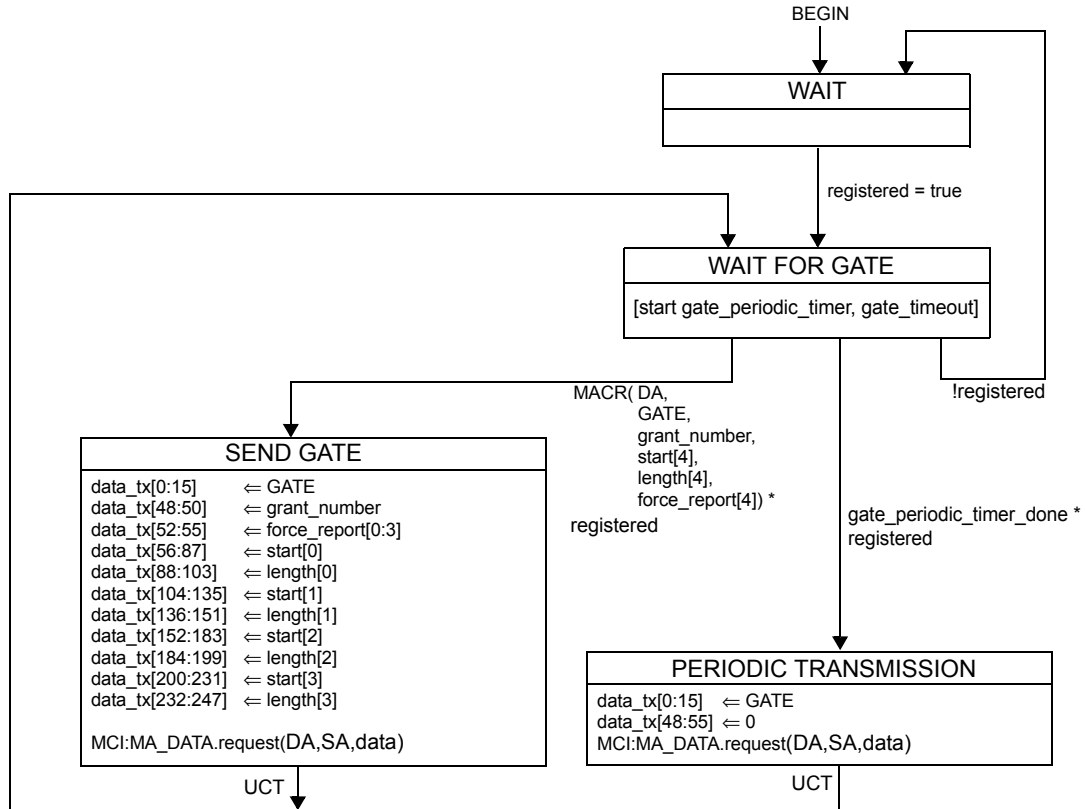 BEGIN
WAIT
registered = true
WAIT FOR GATE
[start gate_periodic_timer, gate_timeout]
!registered
MACR( DA,
GATE,
grant_number,
start[4],
length[4],
force_report[4]) *
registered
gate_periodic_timer_done *
registered
SEND GATE
data_tx[0:15] ⇐ GATE
data_tx[48:50] ⇐ grant_number
data_tx[52:55] ⇐ force_report[0:3]
data_tx[56:87] ⇐ start[0]
data_tx[88:103] ⇐ length[0]
data_tx[104:135] ⇐ start[1]
data_tx[136:151] ⇐ length[1]
data_tx[152:183] ⇐ start[2]
data_tx[184:199] ⇐ length[2]
data_tx[200:231] ⇐ start[3]
data_tx[232:247] ⇐ length[3]
MCI:MA_DATA.request(DA,SA,data)
UCT
PERIODIC TRANSMISSION
data_tx[0:15] ⇐ GATE
data_tx[48:55] ⇐ 0
MCI:MA_DATA.request(DA,SA,data)
UCT